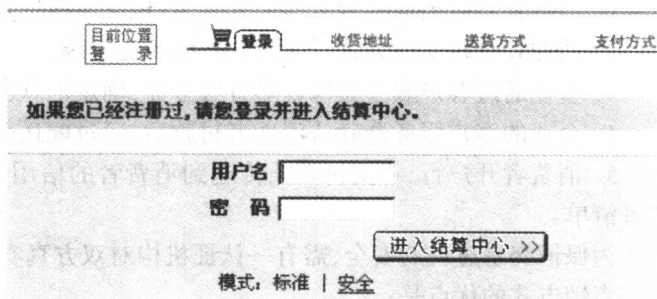 目前位置
登 录
登录 收货地址 送货方式 支付方式
如果您已经注册过,请您登录并进入结算中心。
用户名
密 码
进入结算中心 >>>
模式: 标准 | 安全